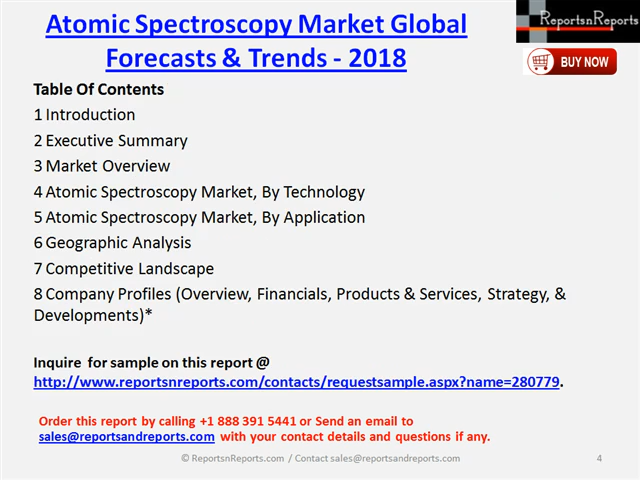 Atomic Spectroscopy Market Global
Forecasts & Trends - 2018
ReportsnReports
BUY NOW
Table Of Contents
1 Introduction
2 Executive Summary
3 Market Overview
4 Atomic Spectroscopy Market, By Technology
5 Atomic Spectroscopy Market, By Application
6 Geographic Analysis
7 Competitive Landscape
8 Company Profiles (Overview, Financials, Products & Services, Strategy, &
Developments)*
Inquire for sample on this report @
http://www.reportsnreports.com/contacts/requestsample.aspx?name=280779.
Order this report by calling +1 888 391 5441 or Send an email to
sales@reportsandreports.com with your contact details and questions if any.
© ReportsnReports.com / Contact sales@reportsandreports.com
4